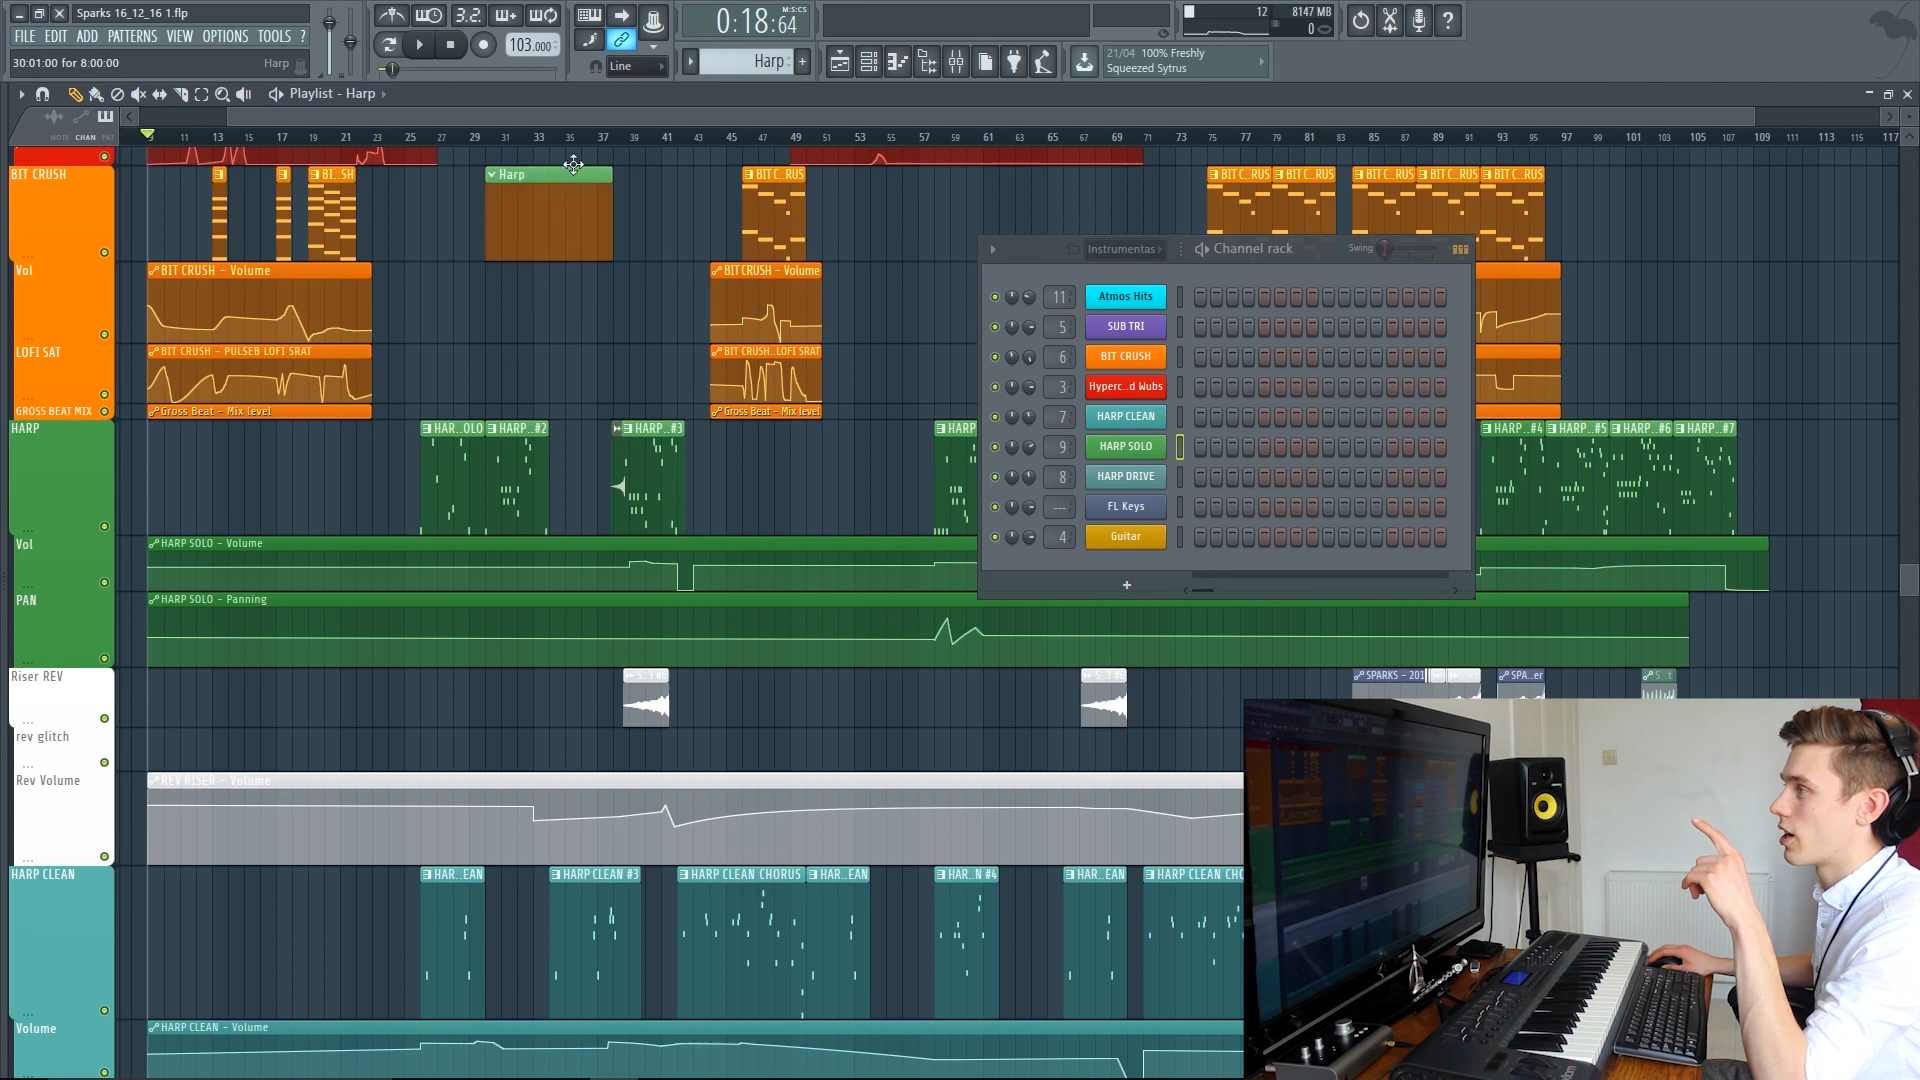 Sparks 16_12_16 1.flp
FILE EDIT ADD PATTERNS VIEW OPTIONS TOOLS ?
30:01:00 for 8:00:00 Harp
3.2.
103.000
Line
0:18:64
M:S:CS
Harp
12 8147 MB
0
21/04 100% Freshly
Squeezed Sytrus
Playlist - Harp
NOTE CHAN PAT
9 11 13 15 17 19 21 23 25 27 29 31 33 35 37 39 41 43 45 47 49 51 53 55 57 59 61 63 65 67 69 71 73 75 77 79 81 83 85 87 89 91 93 95 97 99 101 103 105 107 109 111 113 115 117
BIT CRUSH
BI..SH
Harp
BIT C..RUS
BIT C..RUS BIT C..RUS BIT C..RUS BIT C..RUS BIT C..RUS
Vol
BIT CRUSH - Volume
BIT CRUSH - Volume
LOFI SAT
BIT CRUSH - PULSEB LOFI SRAT
BIT CRUSH..LOFI SRAT
GROSS BEAT MIX
Gross Beat - Mix level
Gross Beat - Mix level
Instrumentas Channel rack Swing
11 Atmos Hits
5 SUB TRI
6 BIT CRUSH
3 Hyperc..d Wubs
7 HARP CLEAN
9 HARP SOLO
8 HARP DRIVE
--- FL Keys
4 Guitar
+
HARP
HAR..OLO HARP..#2 HARP..#3 HARP HARP..#4 HARP..#5 HARP..#6 HARP..#7
Vol
HARP SOLO - Volume
PAN
HARP SOLO - Panning
Riser REV
SPARKS - 201
SPA..er
rev glitch
Rev Volume
REV RISER - Volume
HARP CLEAN
HAR..EAN HARP CLEAN #3 HARP CLEAN CHORUS HAR..EAN HAR..N #4 HAR..EAN HARP CLEAN CHO
Volume
HARP CLEAN - Volume